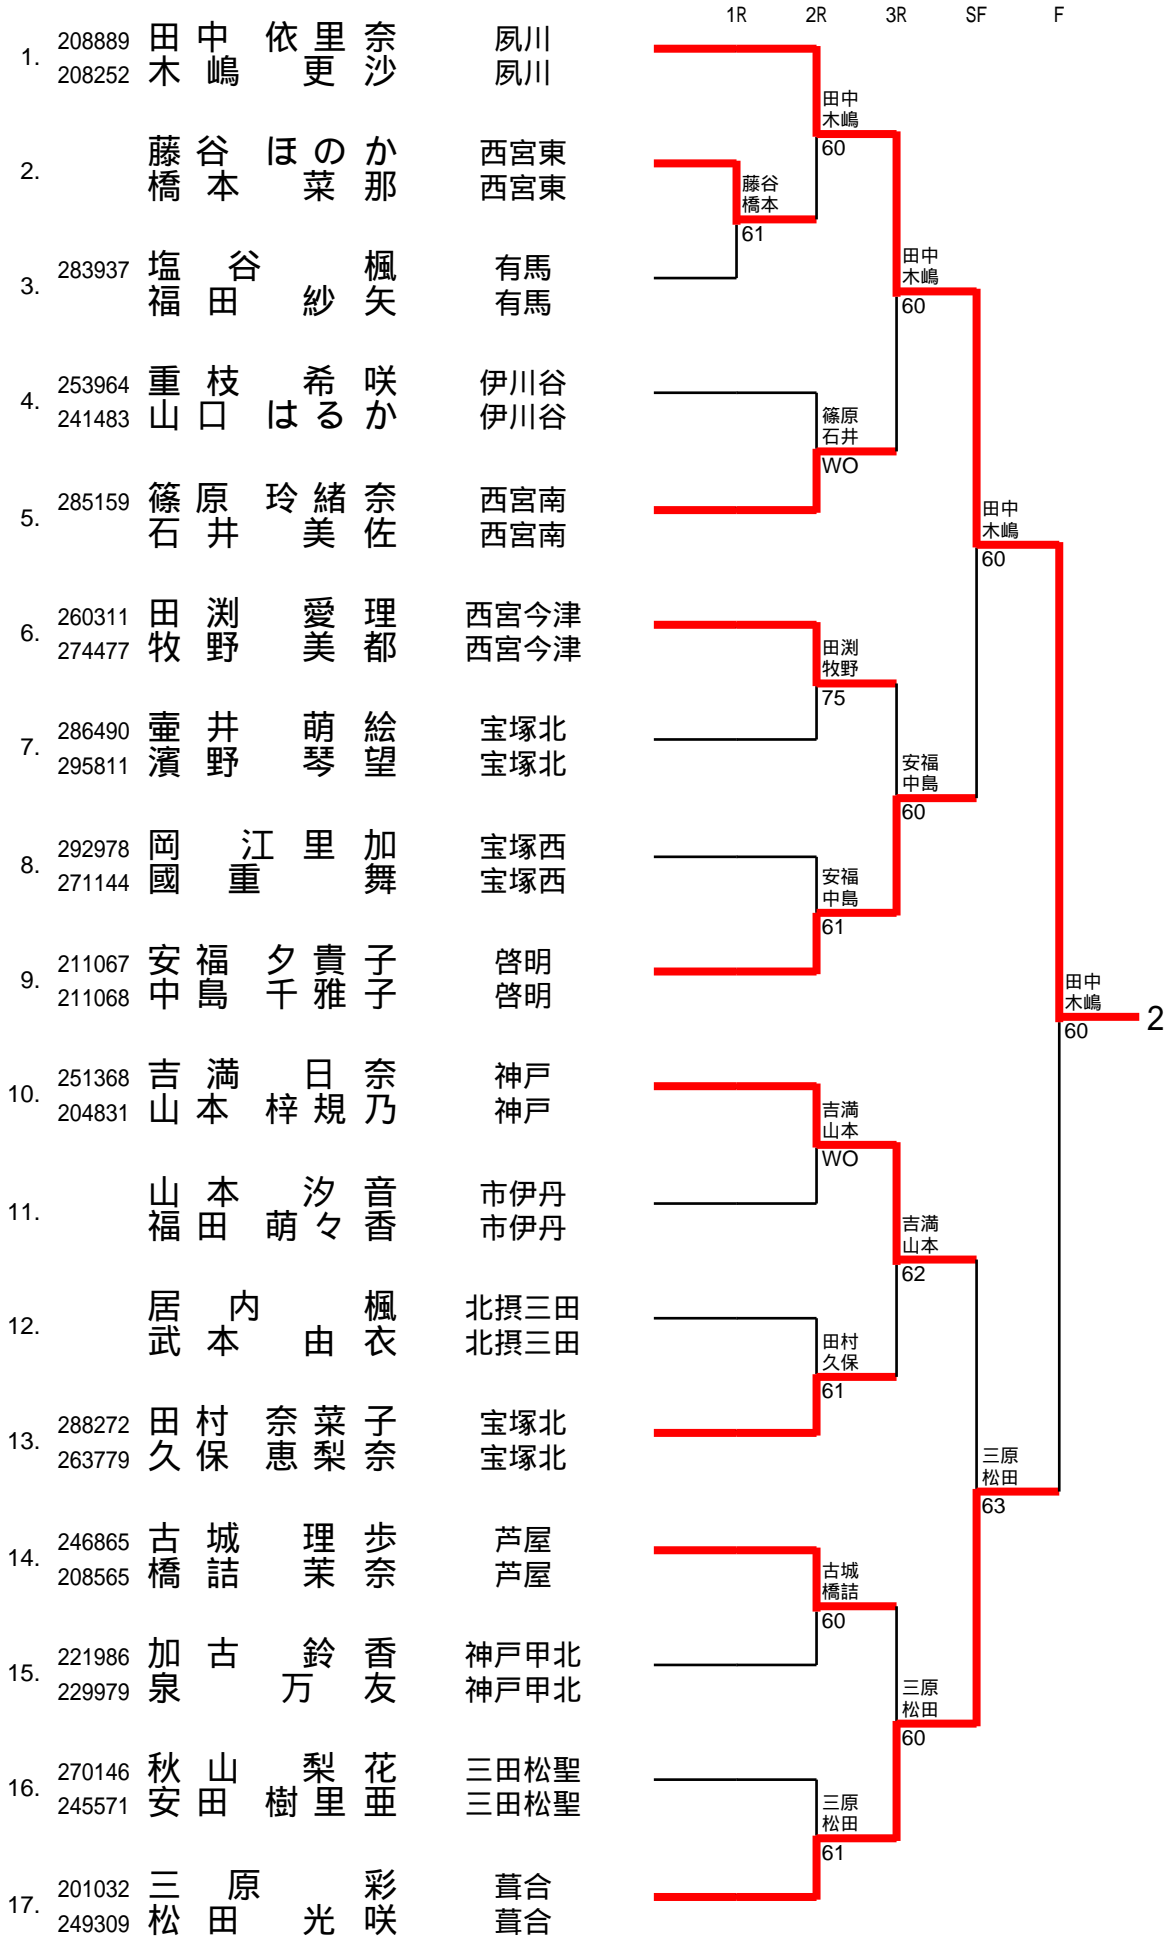 1R 2R 3R SF F
1. 208889 田中 依里奈 夙川
208252 木嶋 更沙 夙川
2. 藤谷 ほのか 西宮東
橋本 菜那 西宮東
3. 283937 塩谷 楓 有馬
福田 紗矢 有馬
4. 253964 重枝 希咲 伊川谷
241483 山口 はるか 伊川谷
5. 285159 篠原 玲緒奈 西宮南
石井 美佐 西宮南
6. 260311 田渕 愛理 西宮今津
274477 牧野 美都 西宮今津
7. 286490 壷井 萌絵 宝塚北
295811 濱野 琴望 宝塚北
8. 292978 岡 江里加 宝塚西
271144 國重 舞 宝塚西
9. 211067 安福 夕貴子 啓明
211068 中島 千雅子 啓明
10. 251368 吉満 日奈 神戸
204831 山本 梓規乃 神戸
11. 山本 汐音 市伊丹
福田 萌々香 市伊丹
12. 居内 楓 北摂三田
武本 由衣 北摂三田
13. 288272 田村 奈菜子 宝塚北
263779 久保 恵梨奈 宝塚北
14. 246865 古城 理歩 芦屋
208565 橋詰 茉奈 芦屋
15. 221986 加古 鈴香 神戸甲北
229979 泉 万友 神戸甲北
16. 270146 秋山 梨花 三田松聖
245571 安田 樹里亜 三田松聖
17. 201032 三原 彩 葺合
249309 松田 光咲 葺合
藤谷
橋本
61
田中
木嶋
60
篠原
石井
WO
田渕
牧野
75
安福
中島
61
吉満
山本
WO
田村
久保
61
古城
橋詰
60
三原
松田
61
田中
木嶋
60
安福
中島
60
吉満
山本
62
三原
松田
60
田中
木嶋
60
三原
松田
63
田中
木嶋
60
2